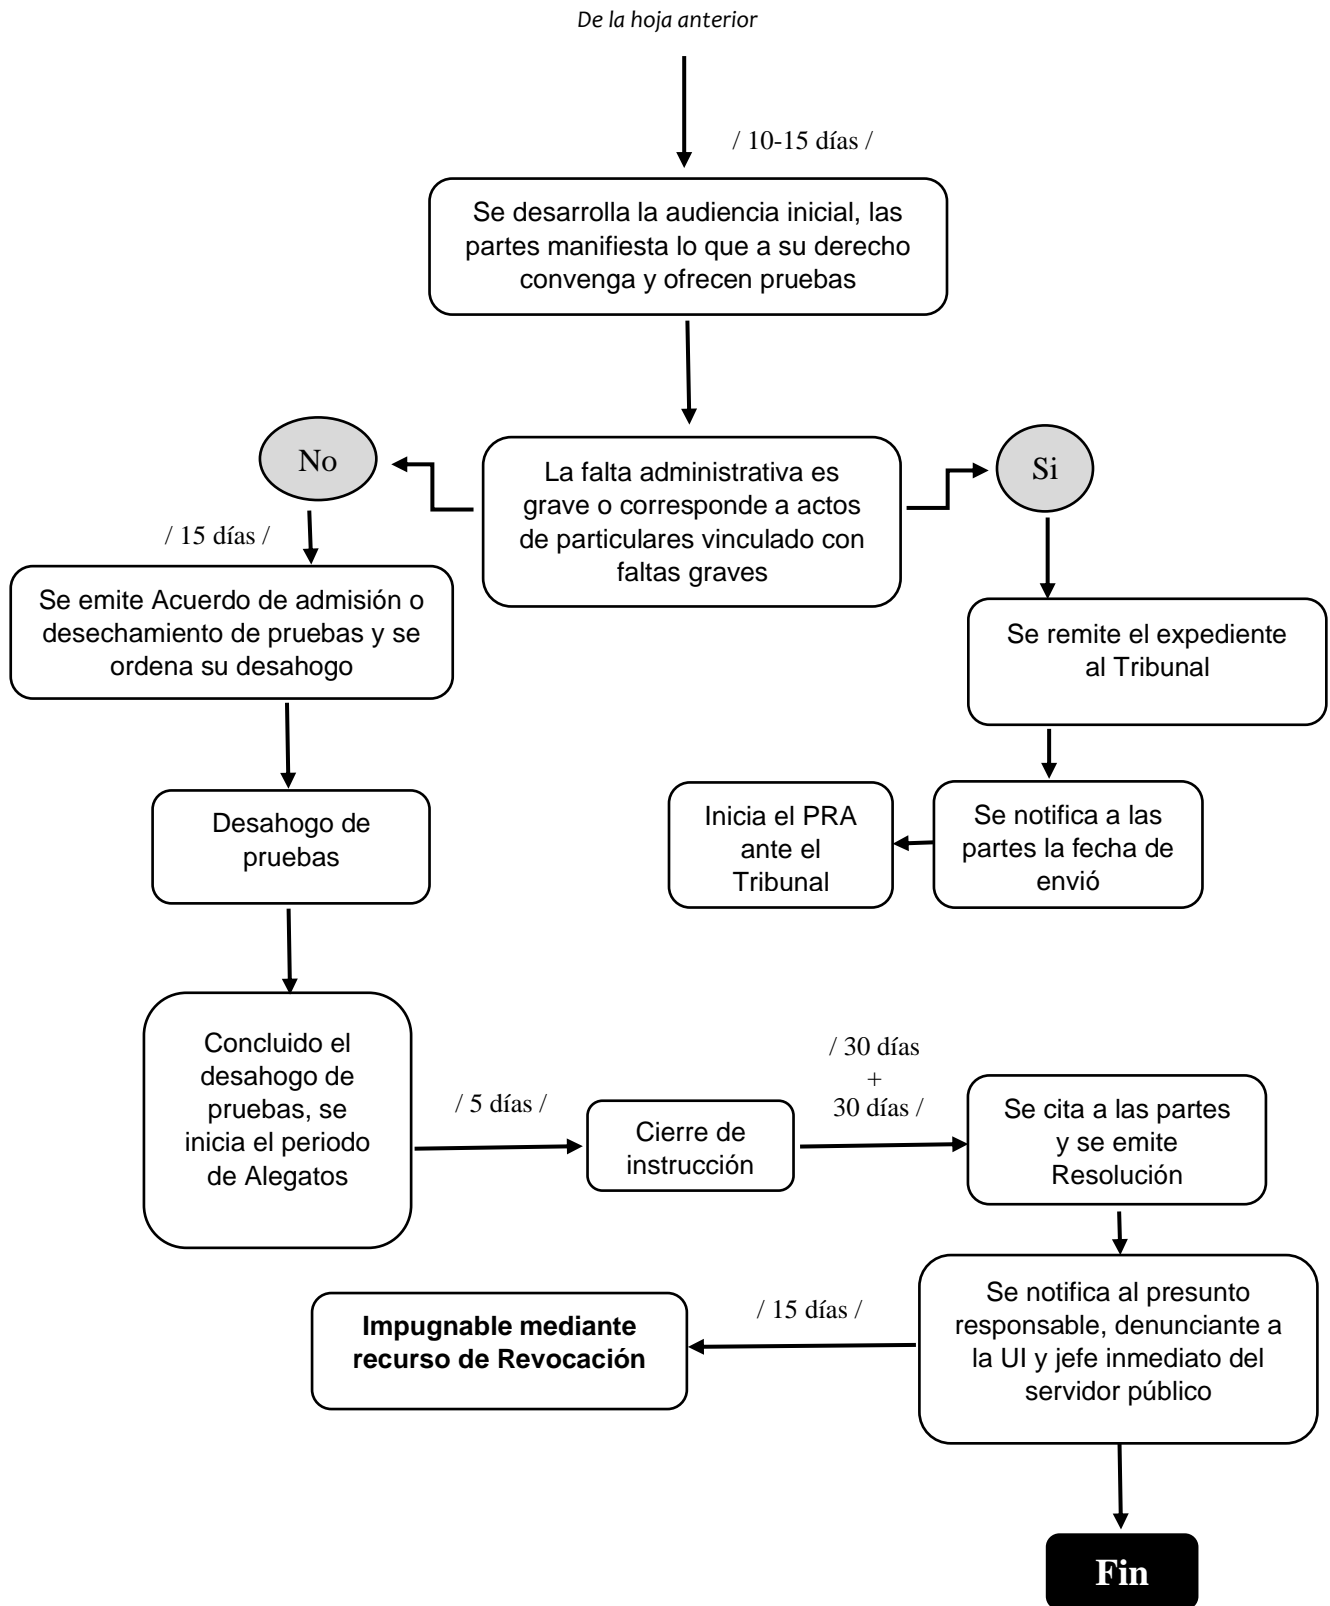 De la hoja anterior
/ 10-15 días /
Se desarrolla la audiencia inicial, las
partes manifiesta lo que a su derecho
convenga y ofrecen pruebas
No
La falta administrativa es
grave o corresponde a actos
de particulares vinculado con
faltas graves
Si
/ 15 días /
Se emite Acuerdo de admisión o
desechamiento de pruebas y se
ordena su desahogo
Se remite el expediente
al Tribunal
Desahogo de
pruebas
Inicia el PRA
ante el
Tribunal
Se notifica a las
partes la fecha de
envió
Concluido el
desahogo de
pruebas, se
inicia el periodo
de Alegatos
/ 5 días /
Cierre de
instrucción
/ 30 días
+
30 días /
Se cita a las partes
y se emite
Resolución
Se notifica al presunto
responsable, denunciante a
la UI y jefe inmediato del
servidor público
/ 15 días /
Impugnable mediante
recurso de Revocación
Fin